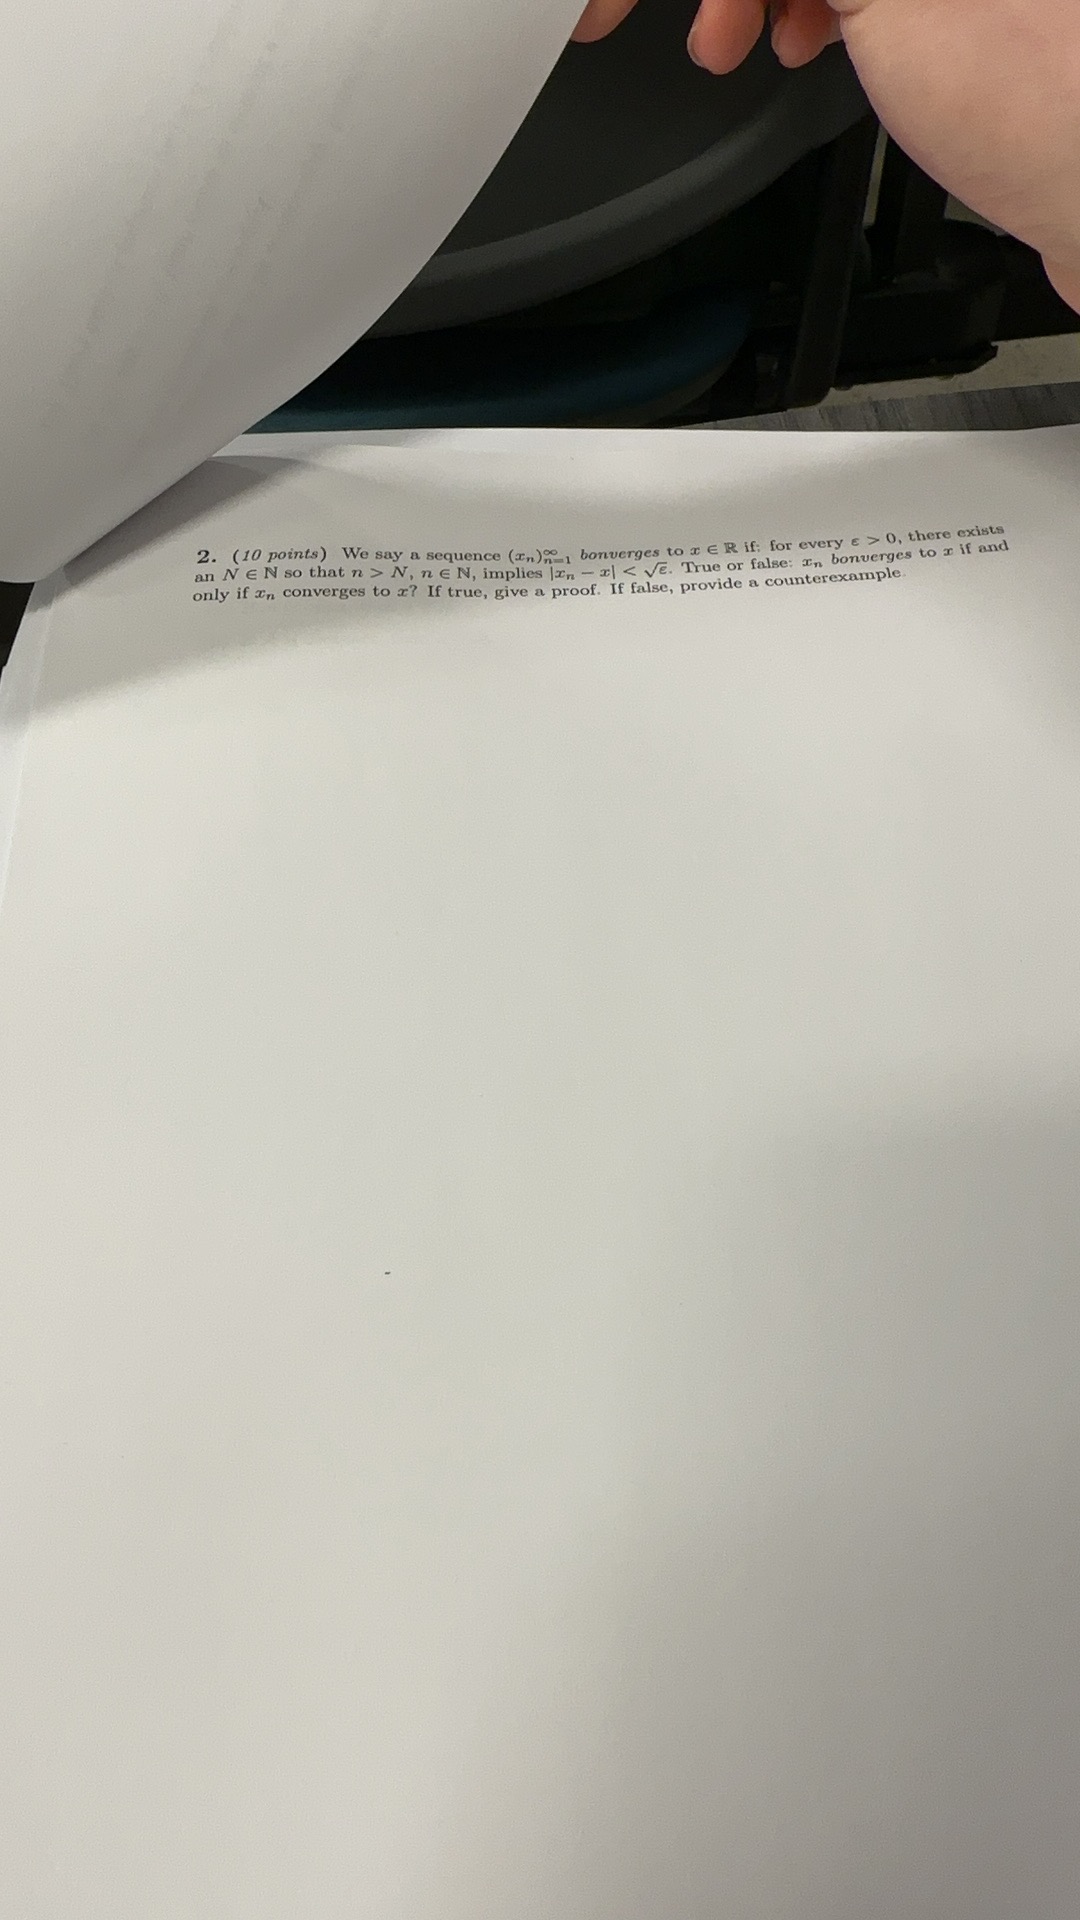 2. (10 points) We say a sequence (xₙ)ₙ₌₁^∞ bonverges to x ∈ ℝ if: for every ε > 0, there exists
an N ∈ ℕ so that n > N, n ∈ ℕ, implies |xₙ − x| < √ε. True or false: xₙ bonverges to x if and
only if xₙ converges to x? If true, give a proof. If false, provide a counterexample.